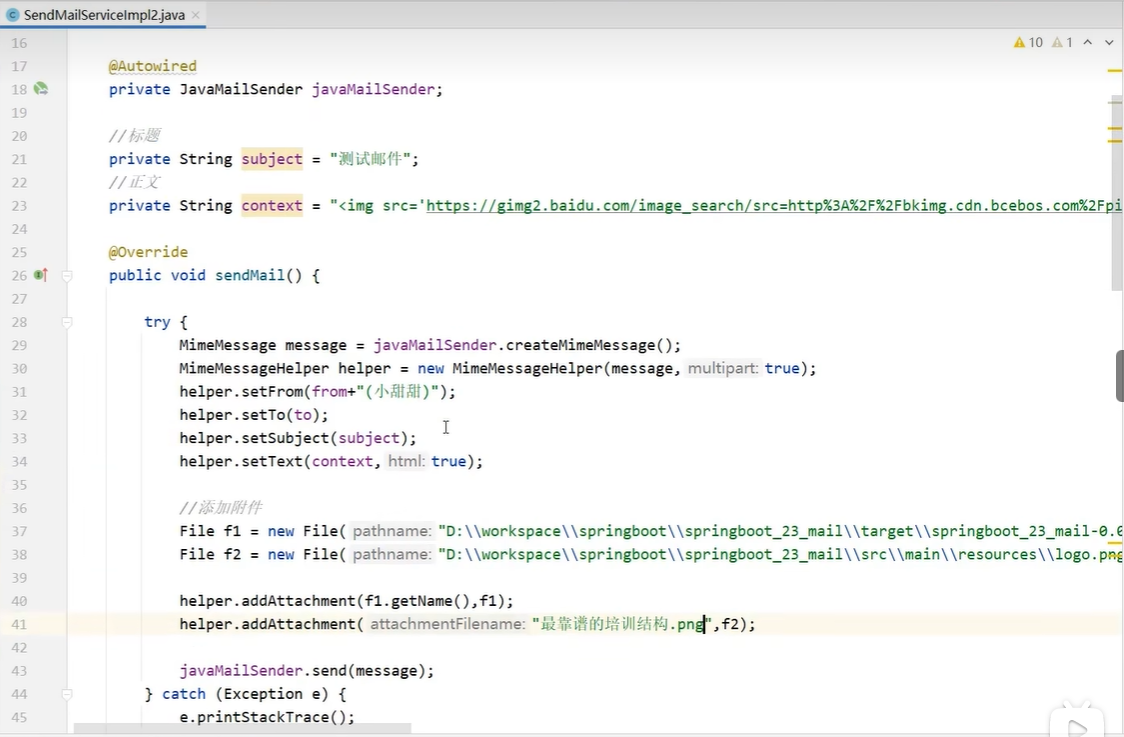 SendMailServiceImpl2.java
10 1
16
17 @Autowired
18 private JavaMailSender javaMailSender;
19
20 //标题
21 private String subject = "测试邮件";
22 //正文
23 private String context = "<img src='https://gimg2.baidu.com/image_search/src=http%3A%2F%2Fbkimg.cdn.bcebos.com%2Fpi
24
25 @Override
26 public void sendMail() {
27
28 try {
29 MimeMessage message = javaMailSender.createMimeMessage();
30 MimeMessageHelper helper = new MimeMessageHelper(message, multipart: true);
31 helper.setFrom(from+"(小甜甜)");
32 helper.setTo(to);
33 helper.setSubject(subject);
34 helper.setText(context, html: true);
35
36 //添加附件
37 File f1 = new File( pathname: "D:\\workspace\\springboot\\springboot_23_mail\\target\\springboot_23_mail-0.0
38 File f2 = new File( pathname: "D:\\workspace\\springboot\\springboot_23_mail\\src\\main\\resources\\logo.png
39
40 helper.addAttachment(f1.getName(),f1);
41 helper.addAttachment( attachmentFilename: "最靠谱的培训结构.png",f2);
42
43 javaMailSender.send(message);
44 } catch (Exception e) {
45 e.printStackTrace();